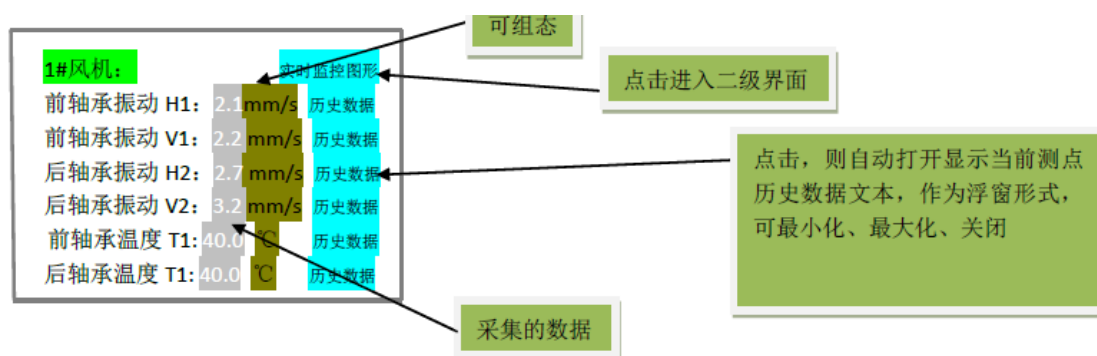 可组态
1#风机： 实时监控图形
点击进入二级界面
前轴承振动 H1： 2.1 mm/s 历史数据
前轴承振动 V1: 2.2 mm/s 历史数据
后轴承振动 H2： 2.7 mm/s 历史数据
后轴承振动 V2： 3.2 mm/s 历史数据
前轴承温度 T1: 40.0 ℃ 历史数据
后轴承温度 T1: 40.0 ℃ 历史数据
点击，则自动打开显示当前测点
历史数据文本，作为浮窗形式，
可最小化、最大化、关闭
采集的数据